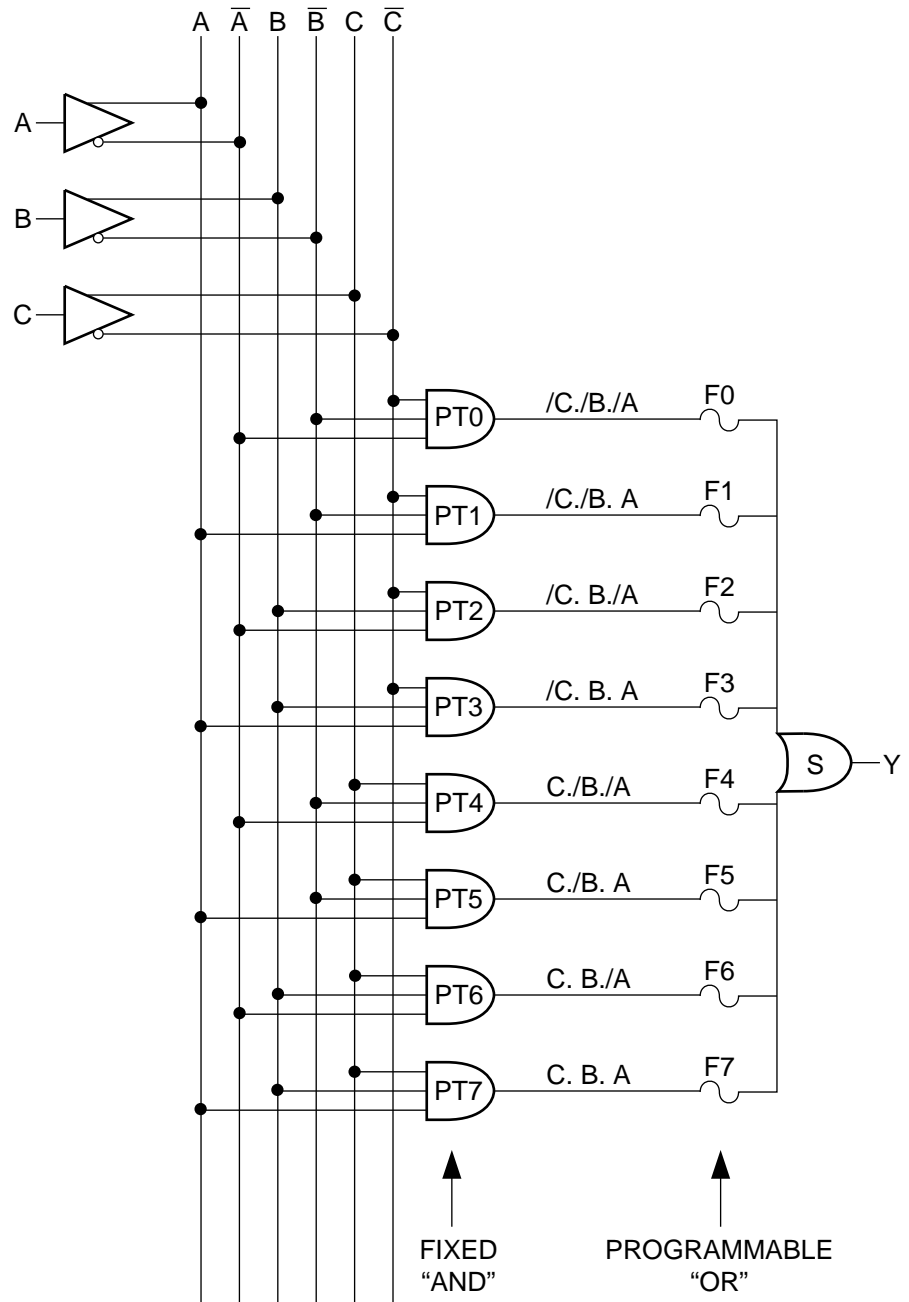 A A̅ B B̅ C C̅
A
B
C
PT0 /C./B./A F0
PT1 /C./B. A F1
PT2 /C. B./A F2
PT3 /C. B. A F3
S Y
PT4 C./B./A F4
PT5 C./B. A F5
PT6 C. B./A F6
PT7 C. B. A F7
FIXED PROGRAMMABLE
“AND” “OR”